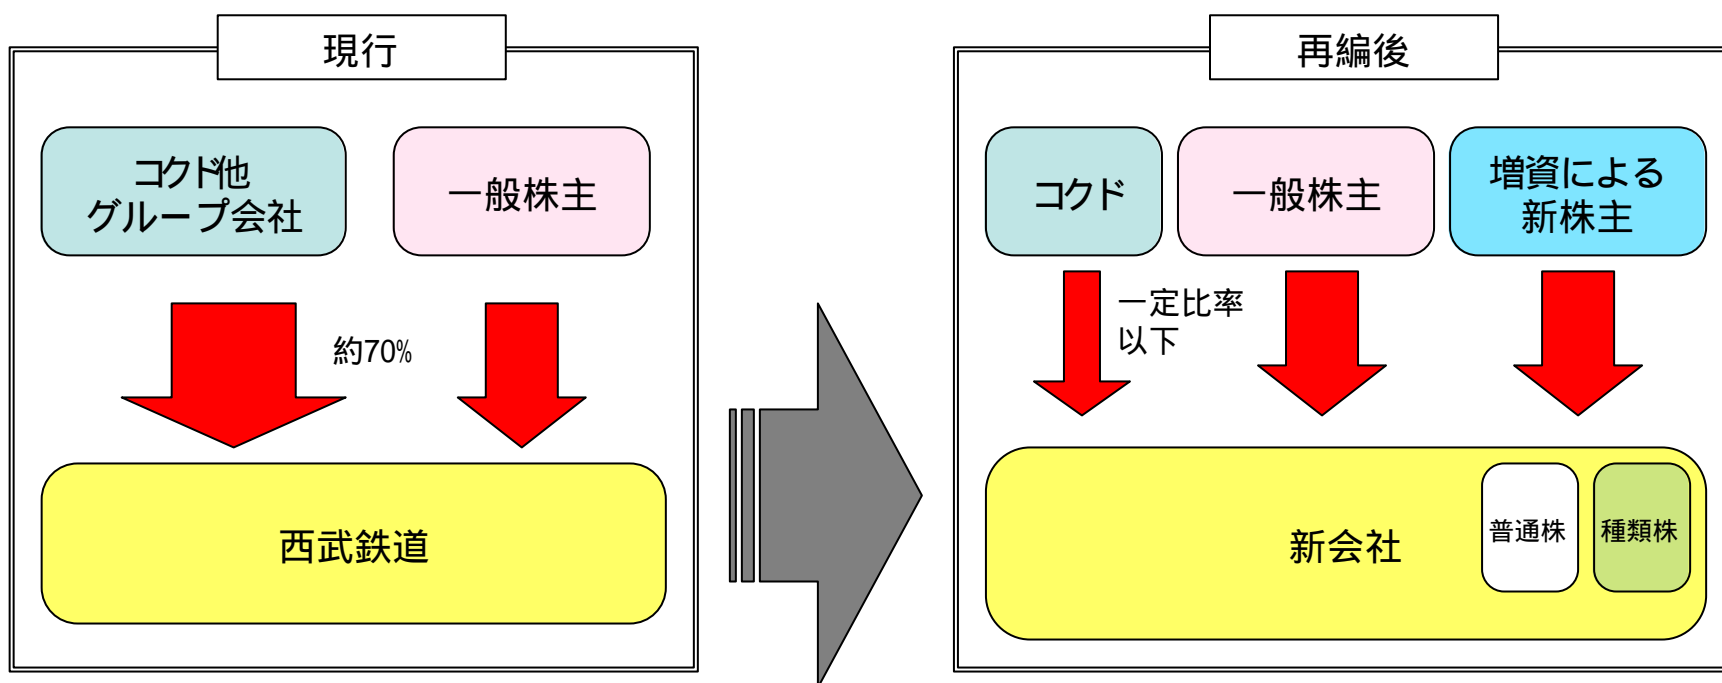 現行
コクド他
グループ会社
一般株主
約70%
西武鉄道
再編後
コクド
一般株主
増資による
新株主
一定比率
以下
新会社
普通株
種類株